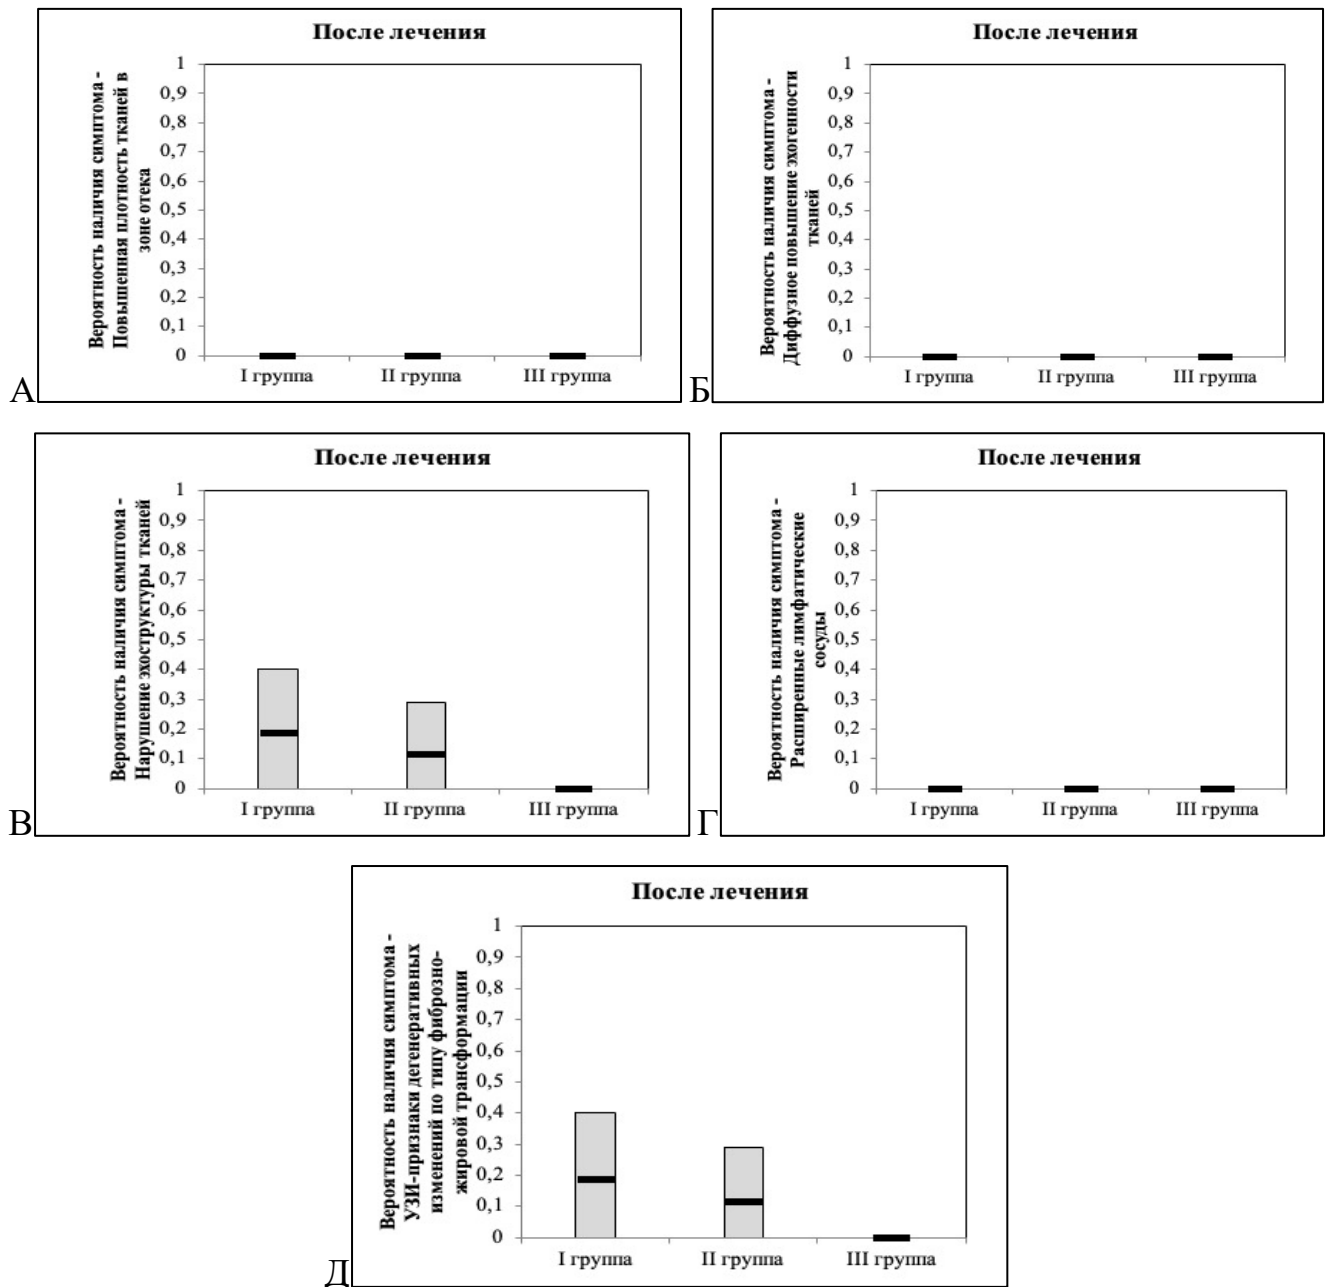 После лечения
Вероятность наличия симптома -
Повышенная плотность тканей в
зоне отека
1
0,9
0,8
0,7
0,6
0,5
0,4
0,3
0,2
0,1
0
I группа II группа III группа
А
После лечения
Вероятность наличия симптома -
Диффузное повышение эхогенности
тканей
1
0,9
0,8
0,7
0,6
0,5
0,4
0,3
0,2
0,1
0
I группа II группа III группа
Б
После лечения
Вероятность наличия симптома -
Нарушение эхоструктуры тканей
1
0,9
0,8
0,7
0,6
0,5
0,4
0,3
0,2
0,1
0
I группа II группа III группа
В
После лечения
Вероятность наличия симптома -
Расширенные лимфатические
сосуды
1
0,9
0,8
0,7
0,6
0,5
0,4
0,3
0,2
0,1
0
I группа II группа III группа
Г
После лечения
Вероятность наличия симптома -
УЗИ-признаки дегенеративных
изменений по типу фиброзно-
жировой трансформации
1
0,9
0,8
0,7
0,6
0,5
0,4
0,3
0,2
0,1
0
I группа II группа III группа
Д